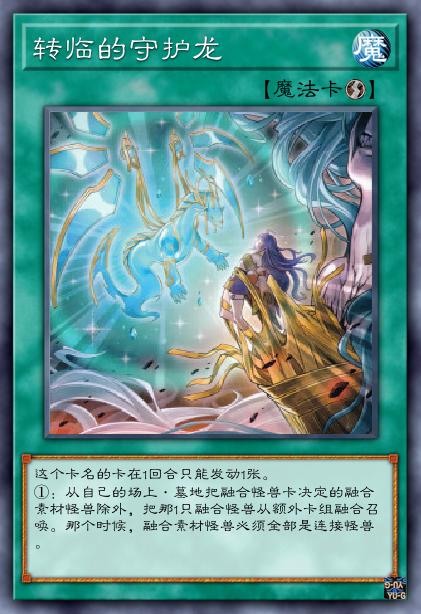 转临的守护龙
魔
【魔法卡】
这个卡名的卡在1回合只能发动1张。
①：从自己的场上·墓地把融合怪兽卡决定的融合
素材怪兽除外，把那1只融合怪兽从额外卡组融合召
唤。那个时候，融合素材怪兽必须全部是连接怪兽
。
YU-G